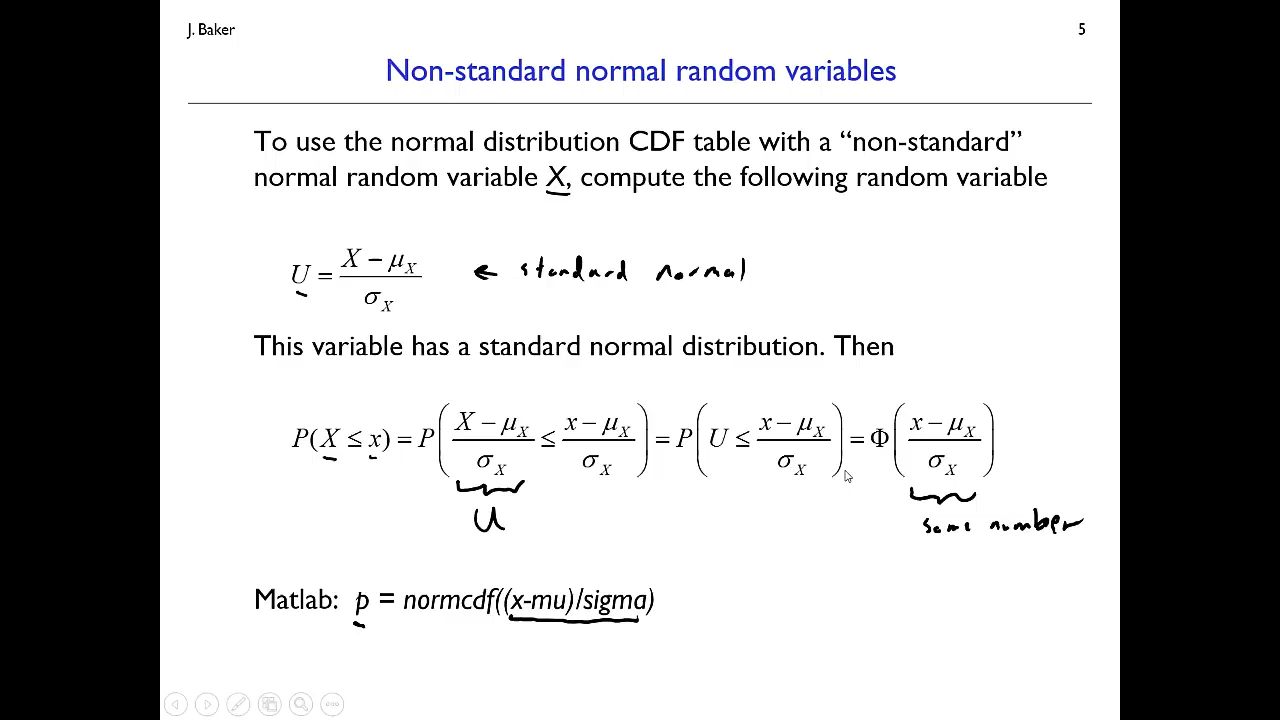 J. Baker
5
Non-standard normal random variables
To use the normal distribution CDF table with a “non-standard”
normal random variable X, compute the following random variable
U = (X − μ_X) / σ_X ← standard normal
This variable has a standard normal distribution. Then
P(X ≤ x) = P((X − μ_X) / σ_X ≤ (x − μ_X) / σ_X) = P(U ≤ (x − μ_X) / σ_X) = Φ((x − μ_X) / σ_X)
U
some number
Matlab: p = normcdf((x-mu)/sigma)